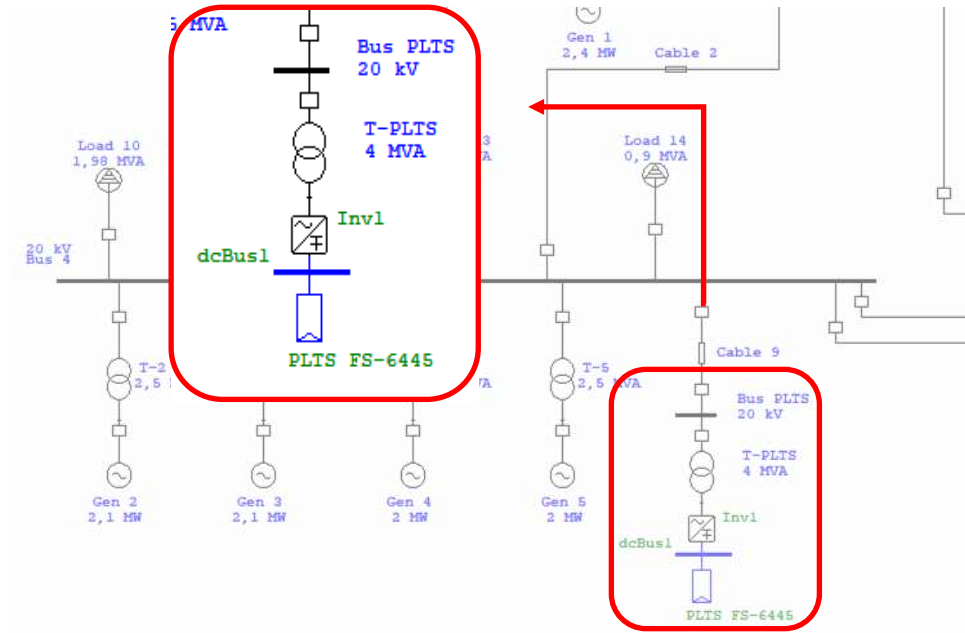 5 MVA
Bus PLTS
20 kV
T-PLTS
4 MVA
Inv1
dcBus1
PLTS FS-6445
Gen 1
2,4 MW
Cable 2
Load 10
1,98 MVA
Load 14
0,9 MVA
20 kV
Bus 4
T-2
2,5
T-5
2,5 MVA
Cable 9
Bus PLTS
20 kV
T-PLTS
4 MVA
Inv1
dcBus1
PLTS FS-6445
Gen 2
2,1 MW
Gen 3
2,1 MW
Gen 4
2 MW
Gen 5
2 MW